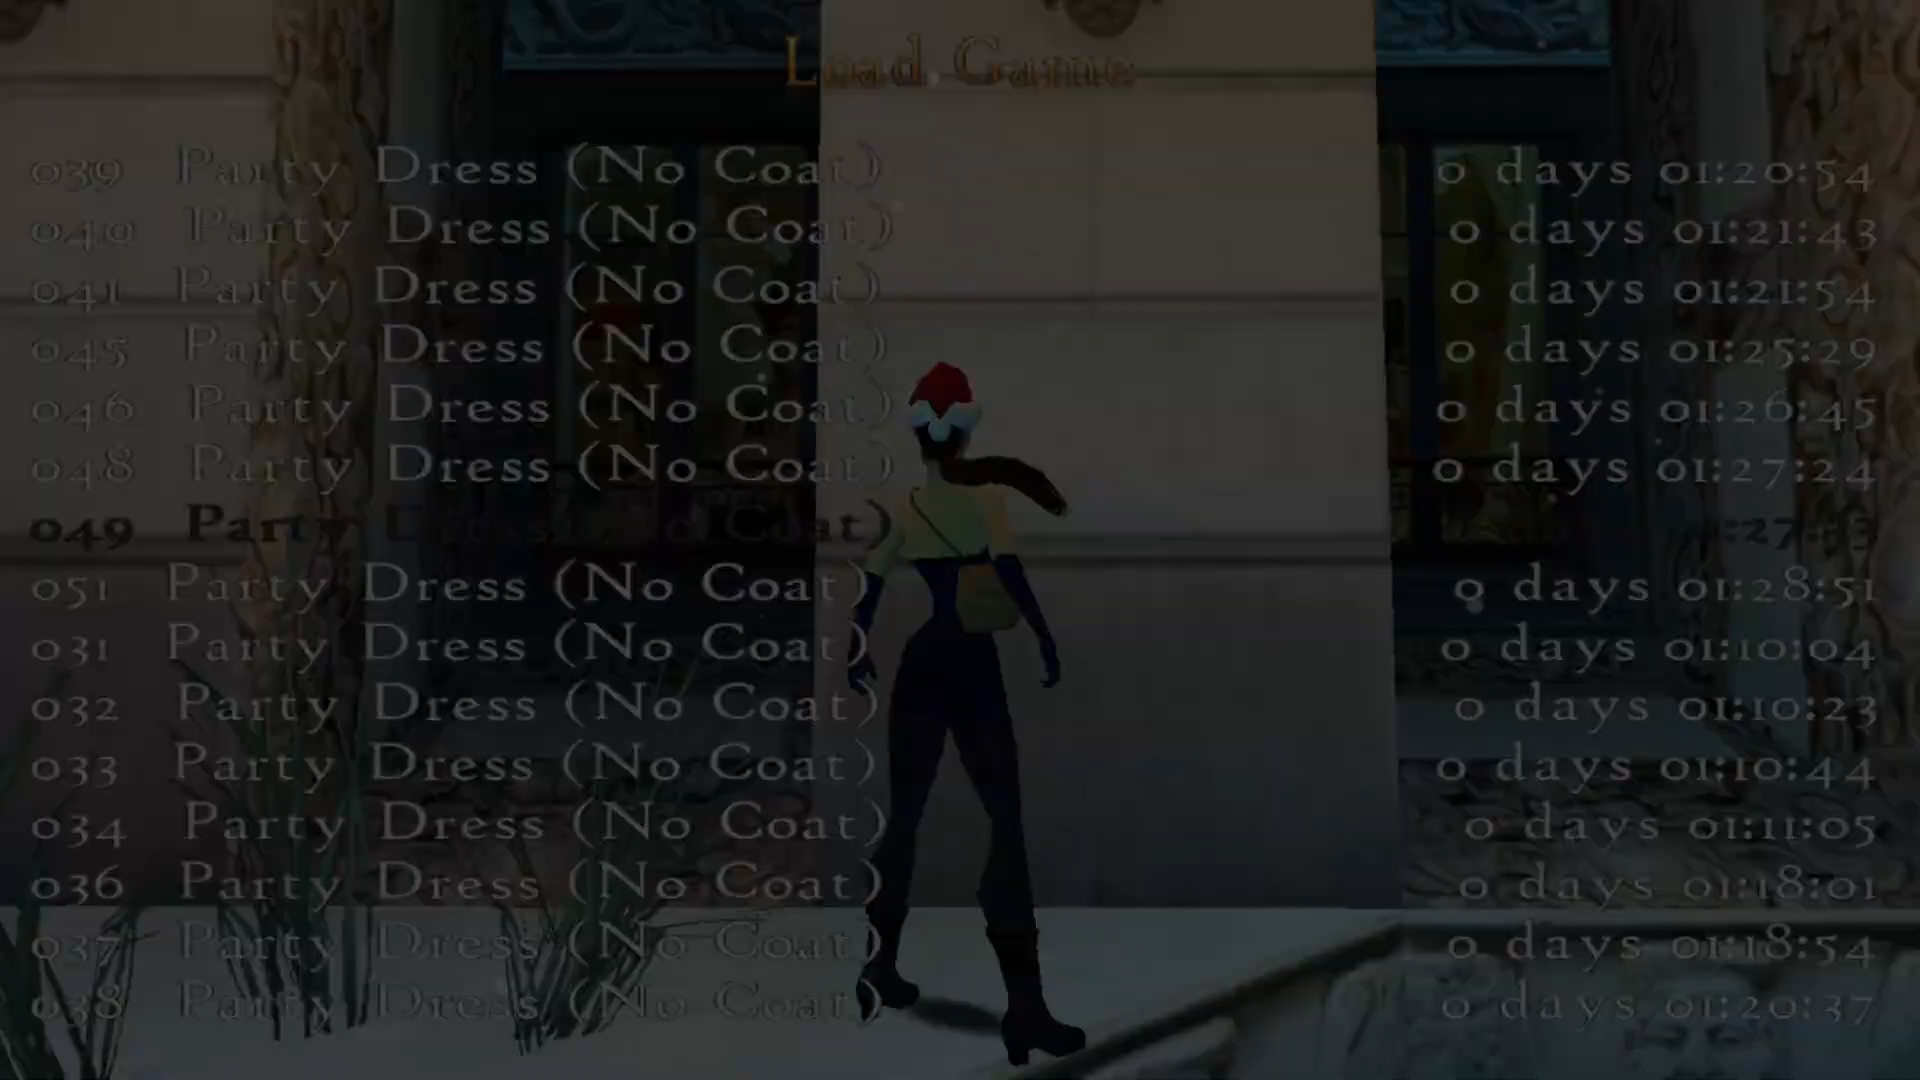 Load Game
039 Party Dress (No Coat) 0 days 01:20:54
040 Party Dress (No Coat) 0 days 01:21:43
041 Party Dress (No Coat) 0 days 01:21:54
045 Party Dress (No Coat) 0 days 01:25:29
046 Party Dress (No Coat) 0 days 01:26:45
048 Party Dress (No Coat) 0 days 01:27:24
049 Party Dress (No Coat)
051 Party Dress (No Coat) 0 days 01:28:51
031 Party Dress (No Coat) 0 days 01:10:04
032 Party Dress (No Coat) 0 days 01:10:23
033 Party Dress (No Coat) 0 days 01:10:44
034 Party Dress (No Coat) 0 days 01:11:05
036 Party Dress (No Coat) 0 days 01:18:01
037 Party Dress (No Coat) 0 days 01:18:54
038 Party Dress (No Coat) 0 days 01:20:37